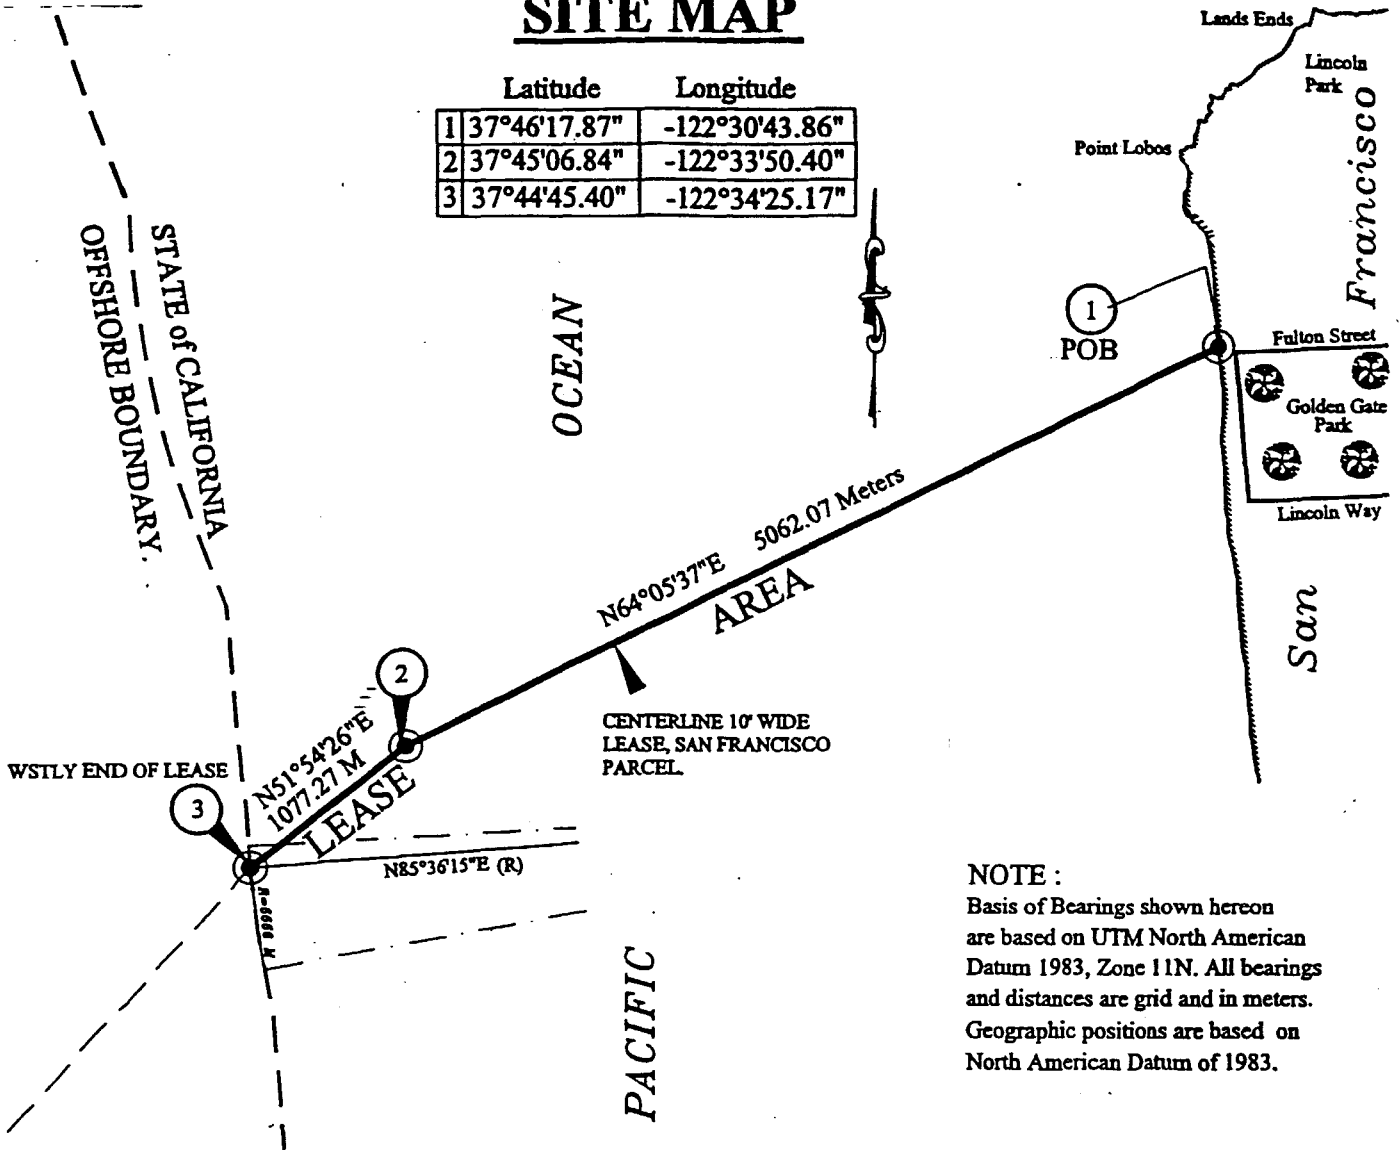 SITE MAP
Latitude Longitude
1 37°46'17.87" -122°30'43.86"
2 37°45'06.84" -122°33'50.40"
3 37°44'45.40" -122°34'25.17"
Lands Ends
Lincoln
Park
Point Lobos
San Francisco
STATE of CALIFORNIA
OFFSHORE BOUNDARY.
PACIFIC OCEAN
1
POB
Fulton Street
Golden Gate
Park
Lincoln Way
N64°05'37"E 5062.07 Meters
LEASE AREA
2
CENTERLINE 10' WIDE
LEASE, SAN FRANCISCO
PARCEL.
N51°54'26"E
1077.27 M
WSTLY END OF LEASE
3
N85°36'15"E (R)
R=6666 M
NOTE :
Basis of Bearings shown hereon
are based on UTM North American
Datum 1983, Zone 11N. All bearings
and distances are grid and in meters.
Geographic positions are based on
North American Datum of 1983.